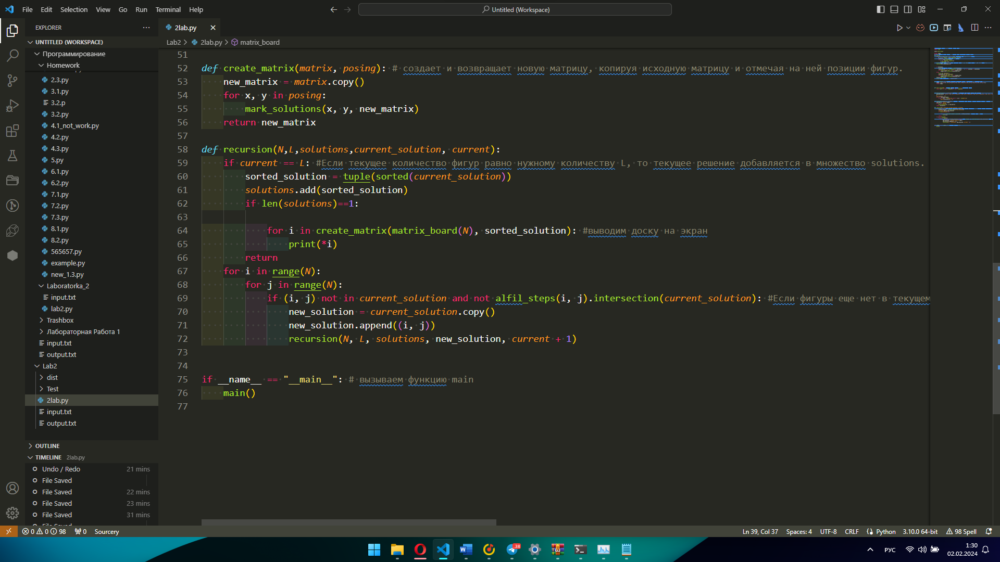 File Edit Selection View Go Run Terminal Help
Untitled (Workspace)
EXPLORER
2lab.py
UNTITLED (WORKSPACE)
Lab2 > 2lab.py > matrix_board
Программирование
Homework
2.3.py
3.1.py
3.2.p
3.2.py
4.1_not_work.py
4.2.py
4.3.py
5.py
6.1.py
6.2.py
7.1.py
7.2.py
7.3.py
8.1.py
8.2.py
565657.py
example.py
new_1.3.py
Laboratorka_2
input.txt
lab2.py
Trashbox
Лабораторная Работа 1
input.txt
output.txt
Lab2
dist
Test
2lab.py
input.txt
output.txt
OUTLINE
TIMELINE 2lab.py
Undo / Redo 21 mins
File Saved
File Saved 22 mins
File Saved 23 mins
File Saved 31 mins
51
52 def create_matrix(matrix, posing): # создает и возвращает новую матрицу, копируя исходную матрицу и отмечая на ней позиции фигур.
53 new_matrix = matrix.copy()
54 for x, y in posing:
55 mark_solutions(x, y, new_matrix)
56 return new_matrix
57
58 def recursion(N,L,solutions,current_solution, current):
59 if current == L: #Если текущее количество фигур равно нужному количеству L, то текущее решение добавляется в множество solutions.
60 sorted_solution = tuple(sorted(current_solution))
61 solutions.add(sorted_solution)
62 if len(solutions)==1:
63
64 for i in create_matrix(matrix_board(N), sorted_solution): #выводим доску на экран
65 print(*i)
66 return
67 for i in range(N):
68 for j in range(N):
69 if (i, j) not in current_solution and not alfil_steps(i, j).intersection(current_solution): #Если фигуры еще нет в текущем
70 new_solution = current_solution.copy()
71 new_solution.append((i, j))
72 recursion(N, L, solutions, new_solution, current + 1)
73
74
75 if __name__ == "__main__": # вызываем функцию main
76 main()
77
0 0 98 0 Sourcery
Ln 39, Col 37 Spaces: 4 UTF-8 CRLF Python 3.10.0 64-bit 98 Spell
38
РУС
1:30
02.02.2024